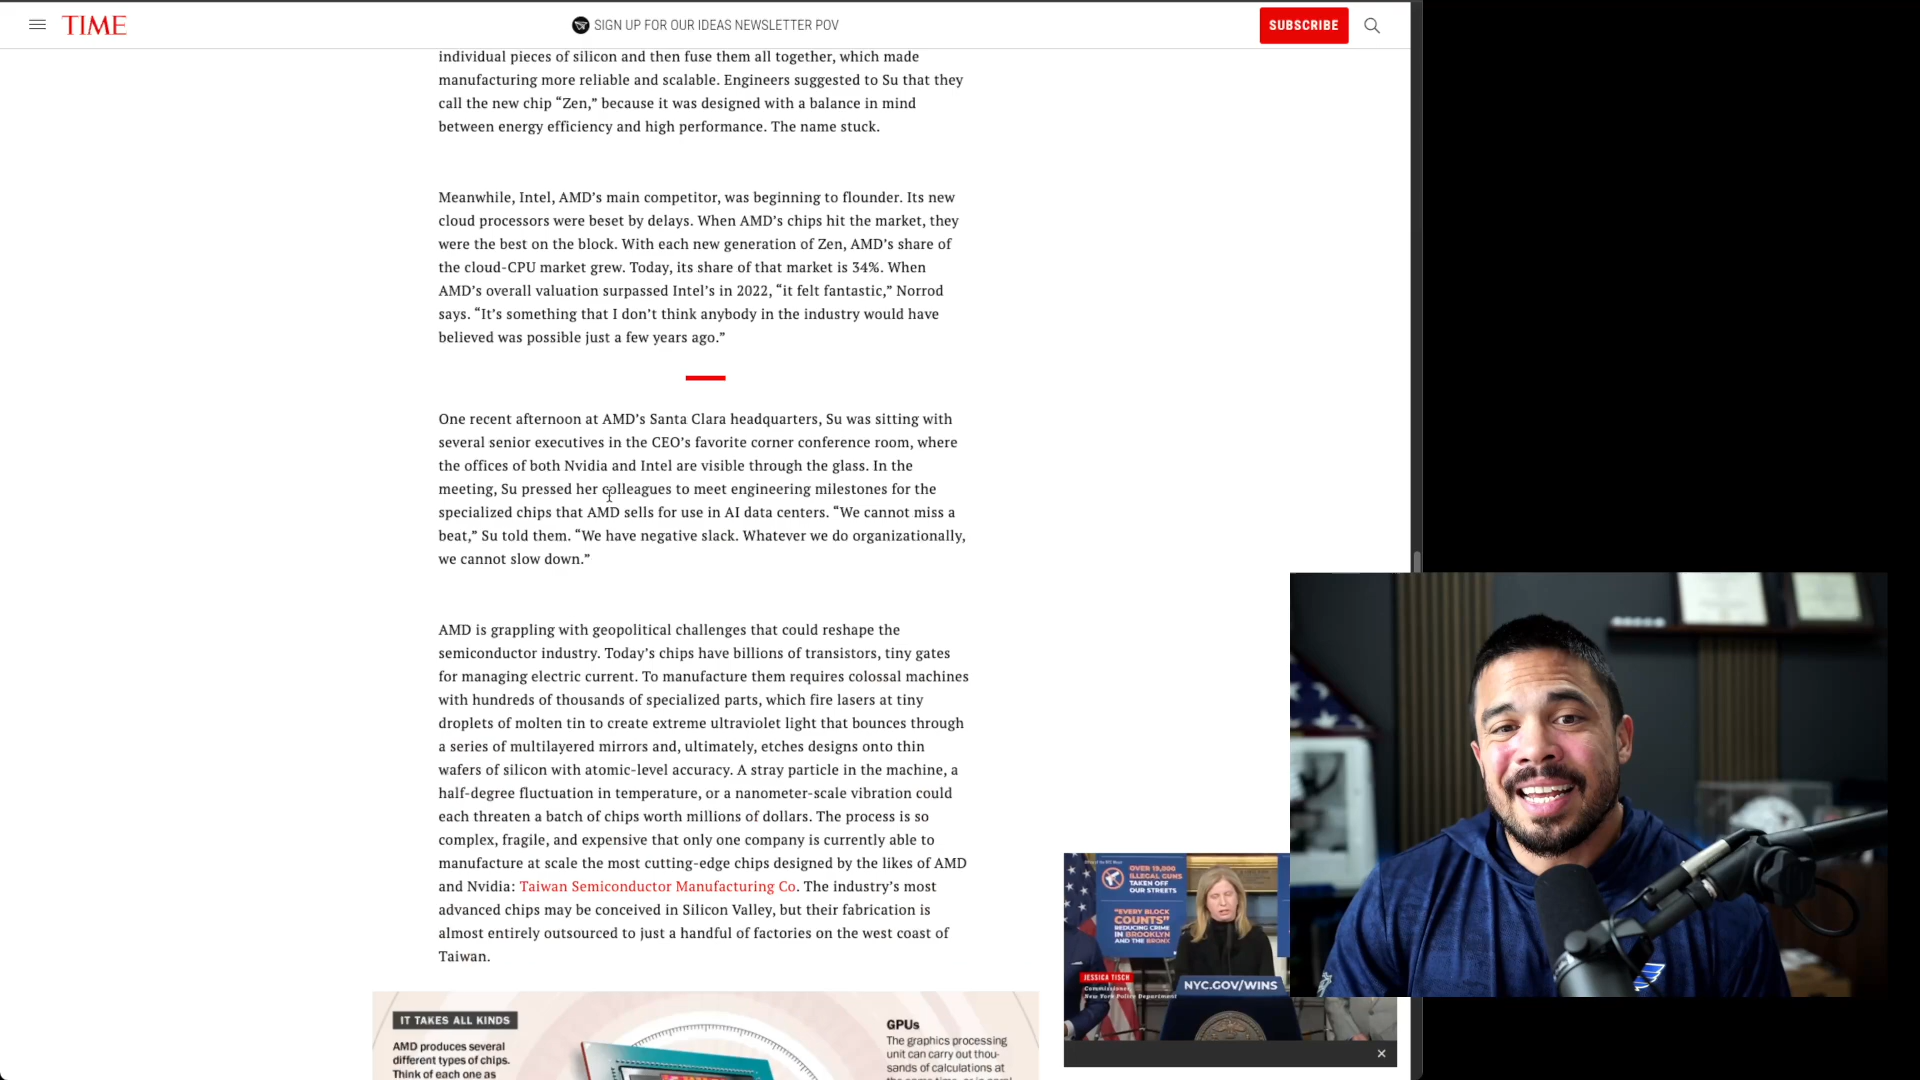 TIME
SIGN UP FOR OUR IDEAS NEWSLETTER POV
SUBSCRIBE
individual pieces of silicon and then fuse them all together, which made
manufacturing more reliable and scalable. Engineers suggested to Su that they
call the new chip “Zen,” because it was designed with a balance in mind
between energy efficiency and high performance. The name stuck.
Meanwhile, Intel, AMD’s main competitor, was beginning to flounder. Its new
cloud processors were beset by delays. When AMD’s chips hit the market, they
were the best on the block. With each new generation of Zen, AMD’s share of
the cloud-CPU market grew. Today, its share of that market is 34%. When
AMD’s overall valuation surpassed Intel’s in 2022, “it felt fantastic,” Norrod
says. “It’s something that I don’t think anybody in the industry would have
believed was possible just a few years ago.”
One recent afternoon at AMD’s Santa Clara headquarters, Su was sitting with
several senior executives in the CEO’s favorite corner conference room, where
the offices of both Nvidia and Intel are visible through the glass. In the
meeting, Su pressed her colleagues to meet engineering milestones for the
specialized chips that AMD sells for use in AI data centers. “We cannot miss a
beat,” Su told them. “We have negative slack. Whatever we do organizationally,
we cannot slow down.”
AMD is grappling with geopolitical challenges that could reshape the
semiconductor industry. Today’s chips have billions of transistors, tiny gates
for managing electric current. To manufacture them requires colossal machines
with hundreds of thousands of specialized parts, which fire lasers at tiny
droplets of molten tin to create extreme ultraviolet light that bounces through
a series of multilayered mirrors and, ultimately, etches designs onto thin
wafers of silicon with atomic-level accuracy. A stray particle in the machine, a
half-degree fluctuation in temperature, or a nanometer-scale vibration could
each threaten a batch of chips worth millions of dollars. The process is so
complex, fragile, and expensive that only one company is currently able to
manufacture at scale the most cutting-edge chips designed by the likes of AMD
and Nvidia: Taiwan Semiconductor Manufacturing Co. The industry’s most
advanced chips may be conceived in Silicon Valley, but their fabrication is
almost entirely outsourced to just a handful of factories on the west coast of
Taiwan.
IT TAKES ALL KINDS
AMD produces several
different types of chips.
Think of each one as
GPUs
The graphics processing
unit can carry out thou-
sands of calculations at
OVER 19,000
ILLEGAL GUNS
TAKEN OFF
OUR STREETS
“EVERY BLOCK
COUNTS”
REDUCING CRIME
IN BROOKLYN
AND THE BRONX
JESSICA TISCH
Commissioner
New York Police Department
NYC.GOV/WINS